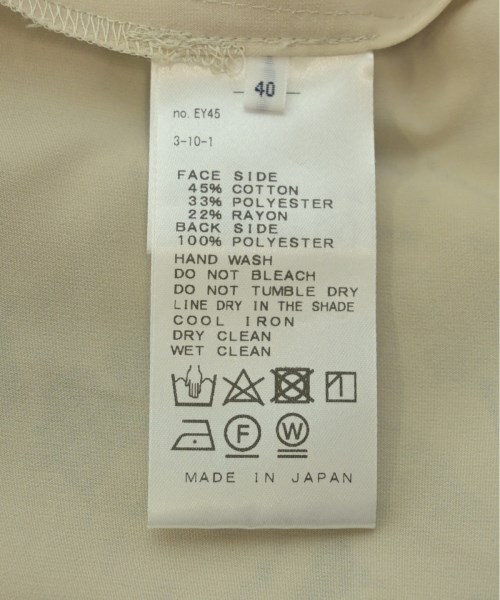 40
no. EY45
3-10-1
FACE SIDE
45% COTTON
33% POLYESTER
22% RAYON
BACK SIDE
100% POLYESTER
HAND WASH
DO NOT BLEACH
DO NOT TUMBLE DRY
LINE DRY IN THE SHADE
COOL IRON
DRY CLEAN
WET CLEAN
F W
MADE IN JAPAN